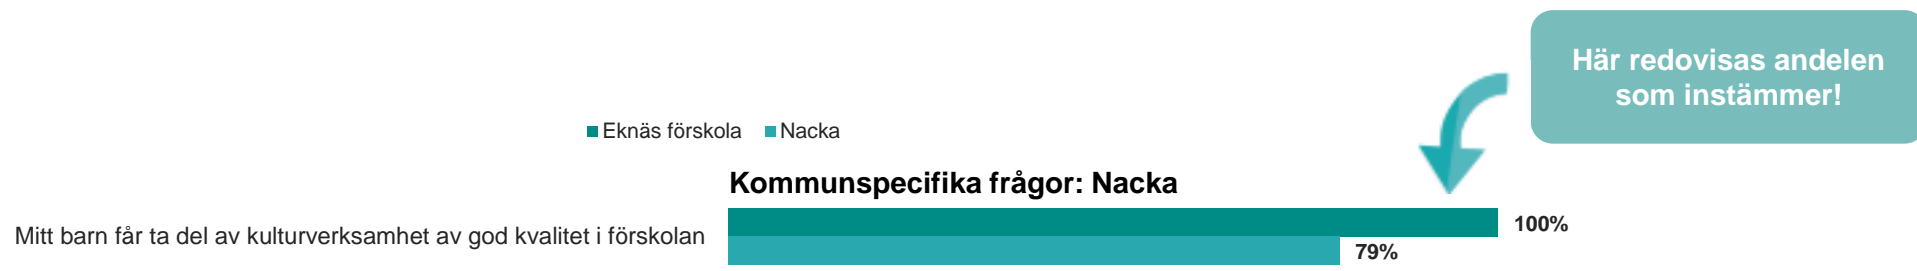 Här redovisas andelen
som instämmer!
Eknäs förskola
Nacka
Kommunspecifika frågor: Nacka
Mitt barn får ta del av kulturverksamhet av god kvalitet i förskolan
100%
79%